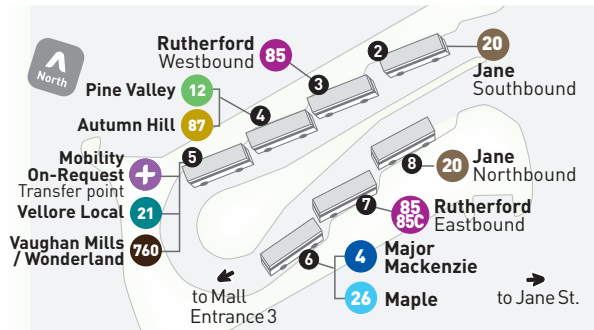 North
Rutherford
Westbound
85
2
20
Jane
Southbound
3
Pine Valley
12
4
Autumn Hill
87
Mobility
On-Request
Transfer point
5
Vellore Local
21
Vaughan Mills
/ Wonderland
760
8
20
Jane
Northbound
7
85
85C
Rutherford
Eastbound
6
4
Major
Mackenzie
26
Maple
to Mall
Entrance 3
to Jane St.